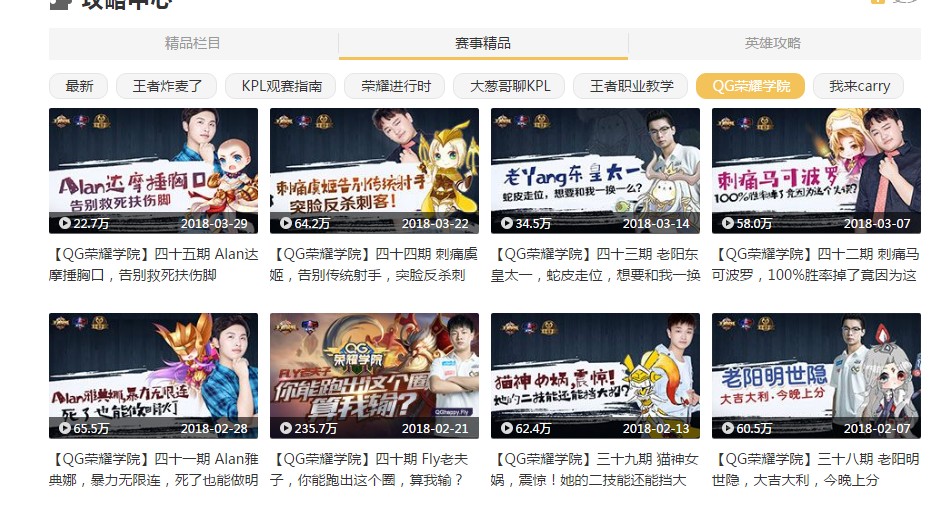 攻略中心
精品栏目 赛事精品 英雄攻略
最新 王者炸麦了 KPL观赛指南 荣耀进行时 大葱哥聊KPL 王者职业教学 QG荣耀学院 我来carry
Alan达摩捶胸口
告别救死扶伤脚
22.7万 2018-03-29
刺痛虞姬告别传统射手
突脸反杀刺客!
64.2万 2018-03-22
老Yang东皇太一
蛇皮走位,想要和我一换一么?
34.5万 2018-03-14
刺痛马可波罗
100%胜率掉了竟因为这个英雄?
58.0万 2018-03-07
【QG荣耀学院】四十五期 Alan达
摩捶胸口,告别救死扶伤脚
【QG荣耀学院】四十四期 刺痛虞
姬,告别传统射手,突脸反杀刺
【QG荣耀学院】四十三期 老阳东
皇太一,蛇皮走位,想要和我一换
【QG荣耀学院】四十二期 刺痛马
可波罗,100%胜率掉了竟因为这
Alan雅典娜,暴力无限连
死了也能做明灯
65.5万 2018-02-28
QG
荣耀学院
FLY老夫子
你能跑出这个圈
算我输?
QGhappy.Fly
235.7万 2018-02-21
猫神女娲,震惊!
她的二技能还能挡大的?
62.4万 2018-02-13
老阳明世隐
大吉大利,今晚上分
60.5万 2018-02-07
【QG荣耀学院】四十一期 Alan雅
典娜,暴力无限连,死了也能做明
【QG荣耀学院】四十期 Fly老夫
子,你能跑出这个圈,算我输?
【QG荣耀学院】三十九期 猫神女
娲,震惊!她的二技能还能挡大
【QG荣耀学院】三十八期 老阳明
世隐,大吉大利,今晚上分